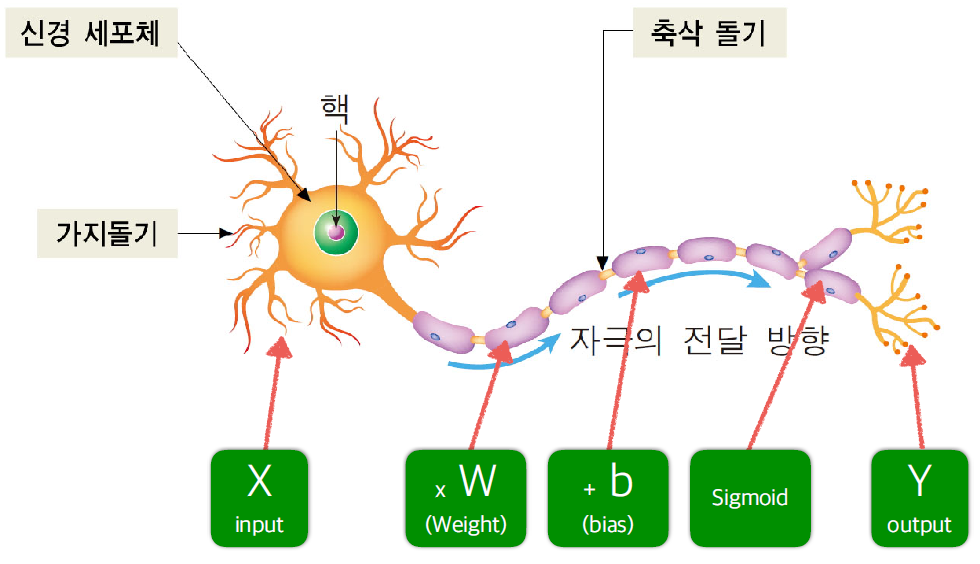 신경 세포체
축삭 돌기
핵
가지돌기
자극의 전달 방향
X
input
x W
(Weight)
+ b
(bias)
Sigmoid
Y
output